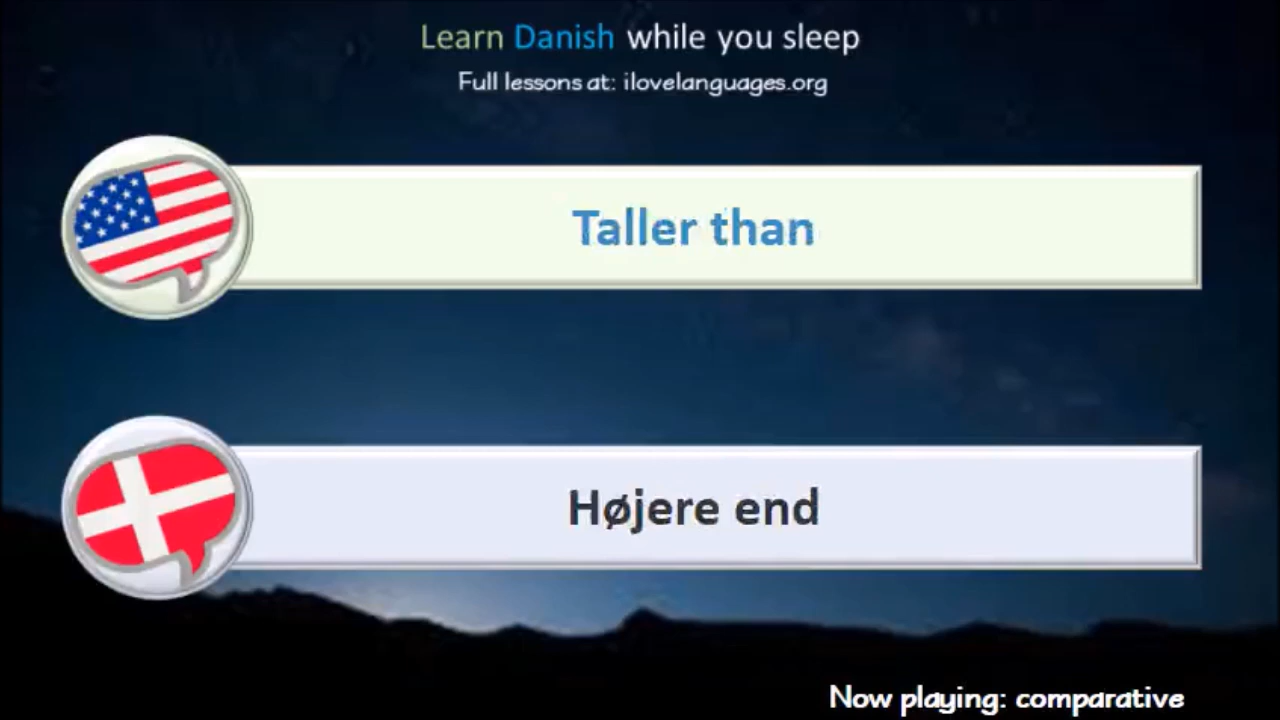 Learn Danish while you sleep
Full lessons at: ilovelanguages.org
Taller than
Højere end
Now playing: comparative